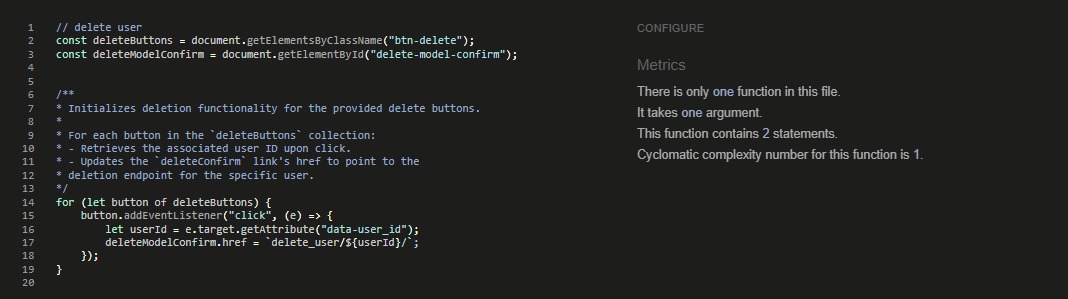 1 // delete user
2 const deleteButtons = document.getElementsByClassName("btn-delete");
3 const deleteModelConfirm = document.getElementById("delete-model-confirm");
4
5
6 /**
7 * Initializes deletion functionality for the provided delete buttons.
8 *
9 * For each button in the `deleteButtons` collection:
10 * - Retrieves the associated user ID upon click.
11 * - Updates the `deleteConfirm` link's href to point to the
12 * deletion endpoint for the specific user.
13 */
14 for (let button of deleteButtons) {
15 button.addEventListener("click", (e) => {
16 let userId = e.target.getAttribute("data-user_id");
17 deleteModelConfirm.href = `delete_user/${userId}/`;
18 });
19 }
20
CONFIGURE
Metrics
There is only one function in this file.
It takes one argument.
This function contains 2 statements.
Cyclomatic complexity number for this function is 1.